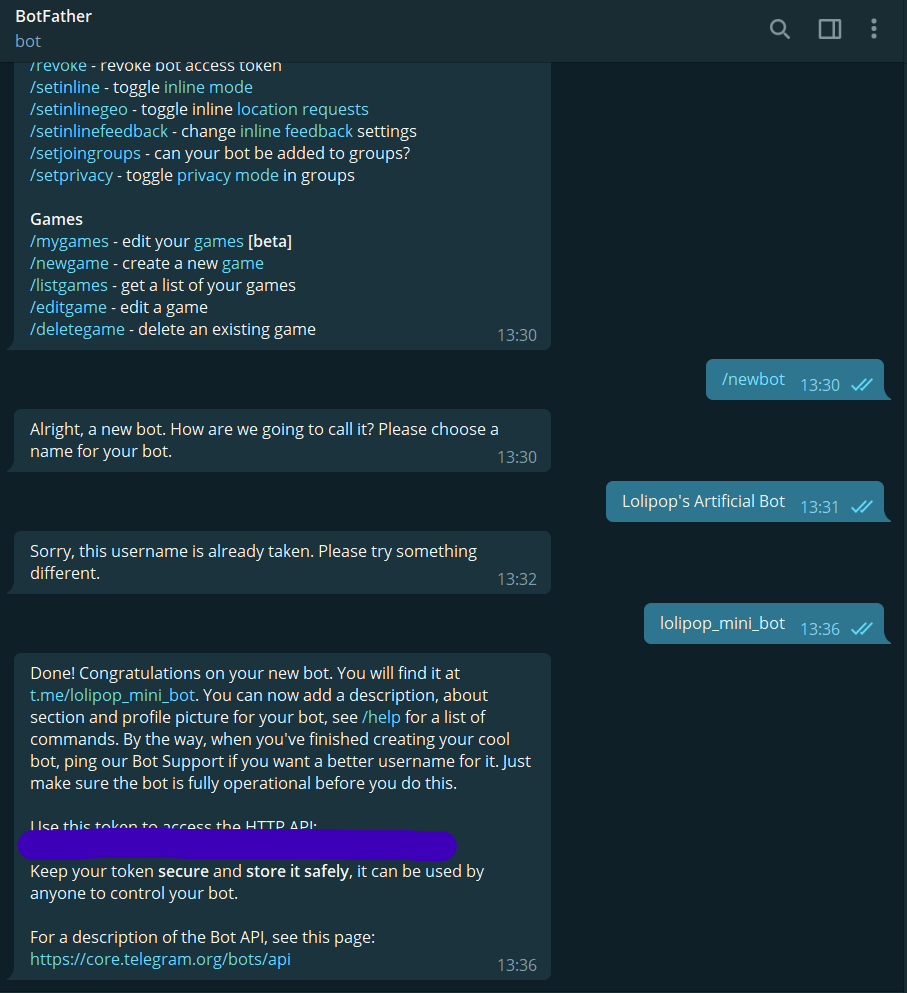 BotFather
bot
/revoke - revoke bot access token
/setinline - toggle inline mode
/setinlinegeo - toggle inline location requests
/setinlinefeedback - change inline feedback settings
/setjoingroups - can your bot be added to groups?
/setprivacy - toggle privacy mode in groups
Games
/mygames - edit your games [beta]
/newgame - create a new game
/listgames - get a list of your games
/editgame - edit a game
/deletegame - delete an existing game
13:30
/newbot 13:30
Alright, a new bot. How are we going to call it? Please choose a
name for your bot.
13:30
Lolipop's Artificial Bot 13:31
Sorry, this username is already taken. Please try something
different.
13:32
lolipop_mini_bot 13:36
Done! Congratulations on your new bot. You will find it at
t.me/lolipop_mini_bot. You can now add a description, about
section and profile picture for your bot, see /help for a list of
commands. By the way, when you've finished creating your cool
bot, ping our Bot Support if you want a better username for it. Just
make sure the bot is fully operational before you do this.
Use this token to access the HTTP API:
Keep your token secure and store it safely, it can be used by
anyone to control your bot.
For a description of the Bot API, see this page:
https://core.telegram.org/bots/api
13:36